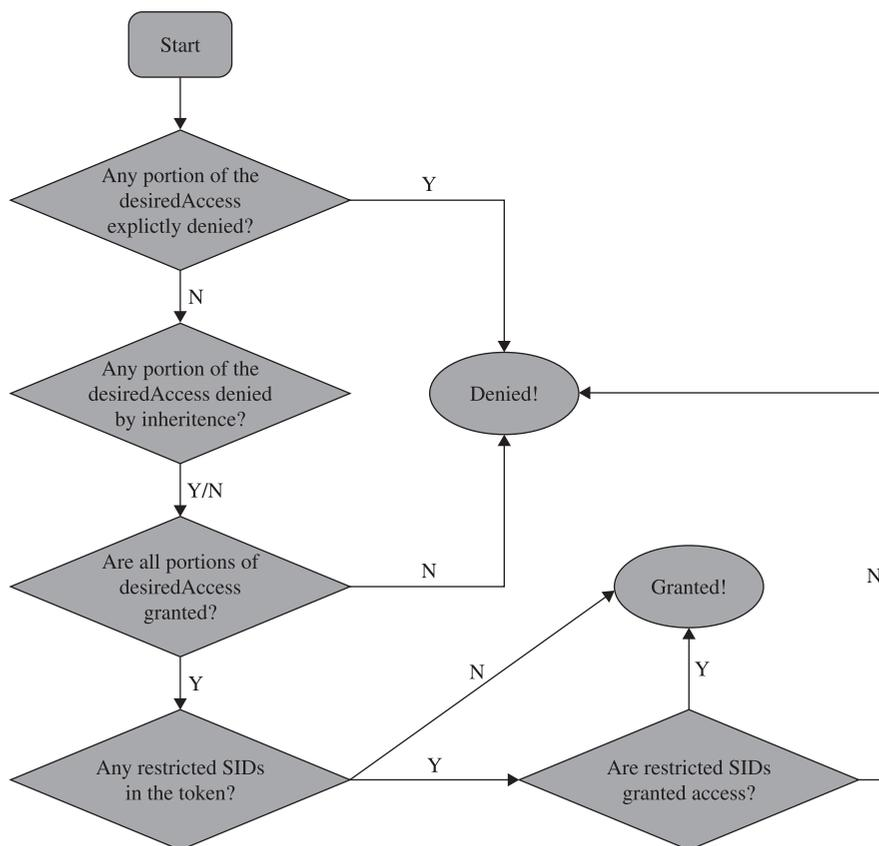 Start
Any portion of the
desiredAccess
explictly denied?
Y
N
Any portion of the
desiredAccess denied
by inheritence?
Denied!
Y/N
Are all portions of
desiredAccess
granted?
N
Granted!
N
Y
N
Y
Any restricted SIDs
in the token?
Y
Are restricted SIDs
granted access?